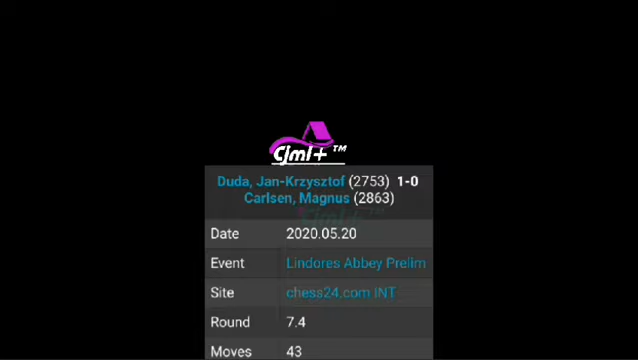 Cjml+™
Duda, Jan-Krzysztof (2753) 1-0
Carlsen, Magnus (2863)
Date 2020.05.20
Event Lindores Abbey Prelim
Site chess24.com INT
Round 7.4
Moves 43